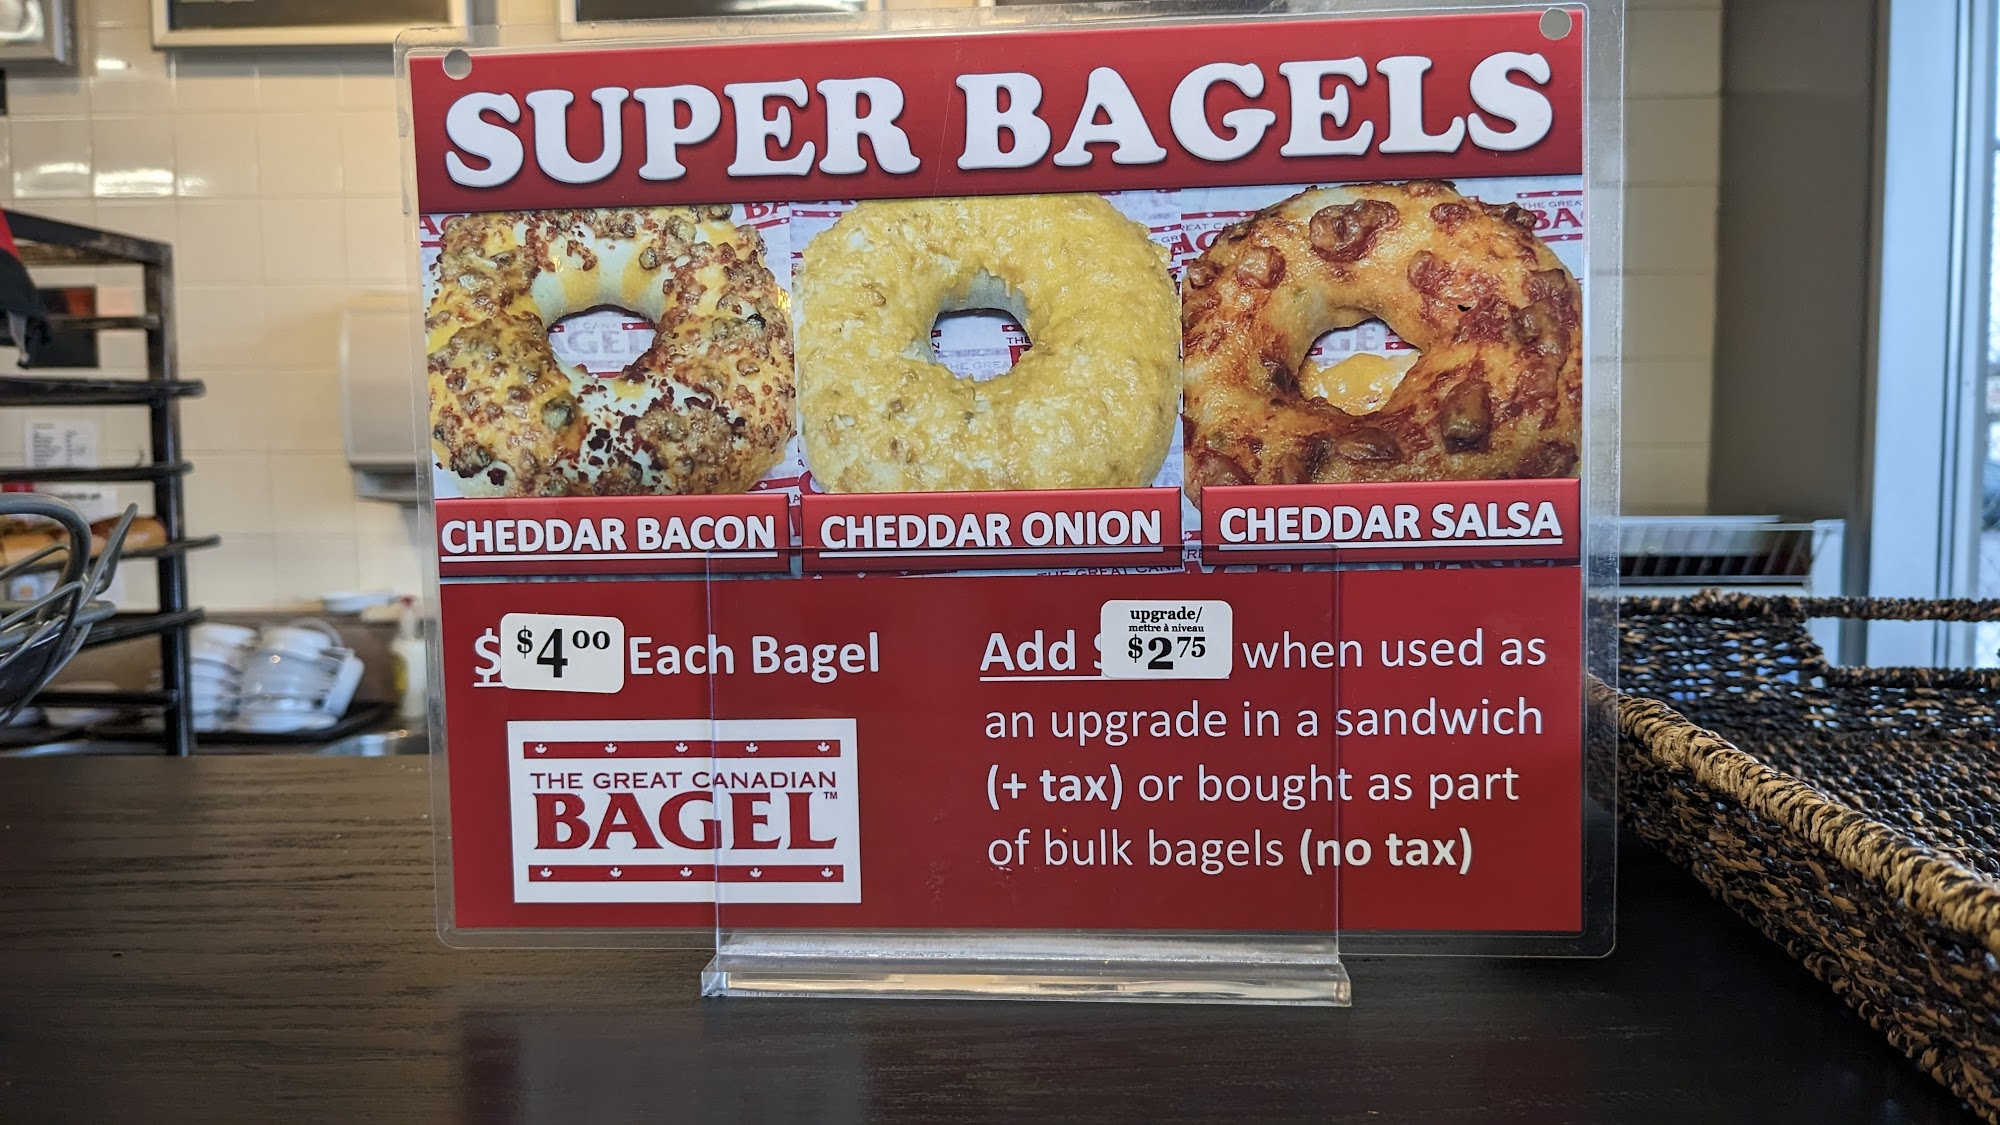 SUPER BAGELS
CHEDDAR BACON
CHEDDAR ONION
CHEDDAR SALSA
$ $4.00 Each Bagel
THE GREAT CANADIAN
BAGEL™
upgrade/
mettre à niveau
Add $2.75 when used as
an upgrade in a sandwich
(+ tax) or bought as part
of bulk bagels (no tax)